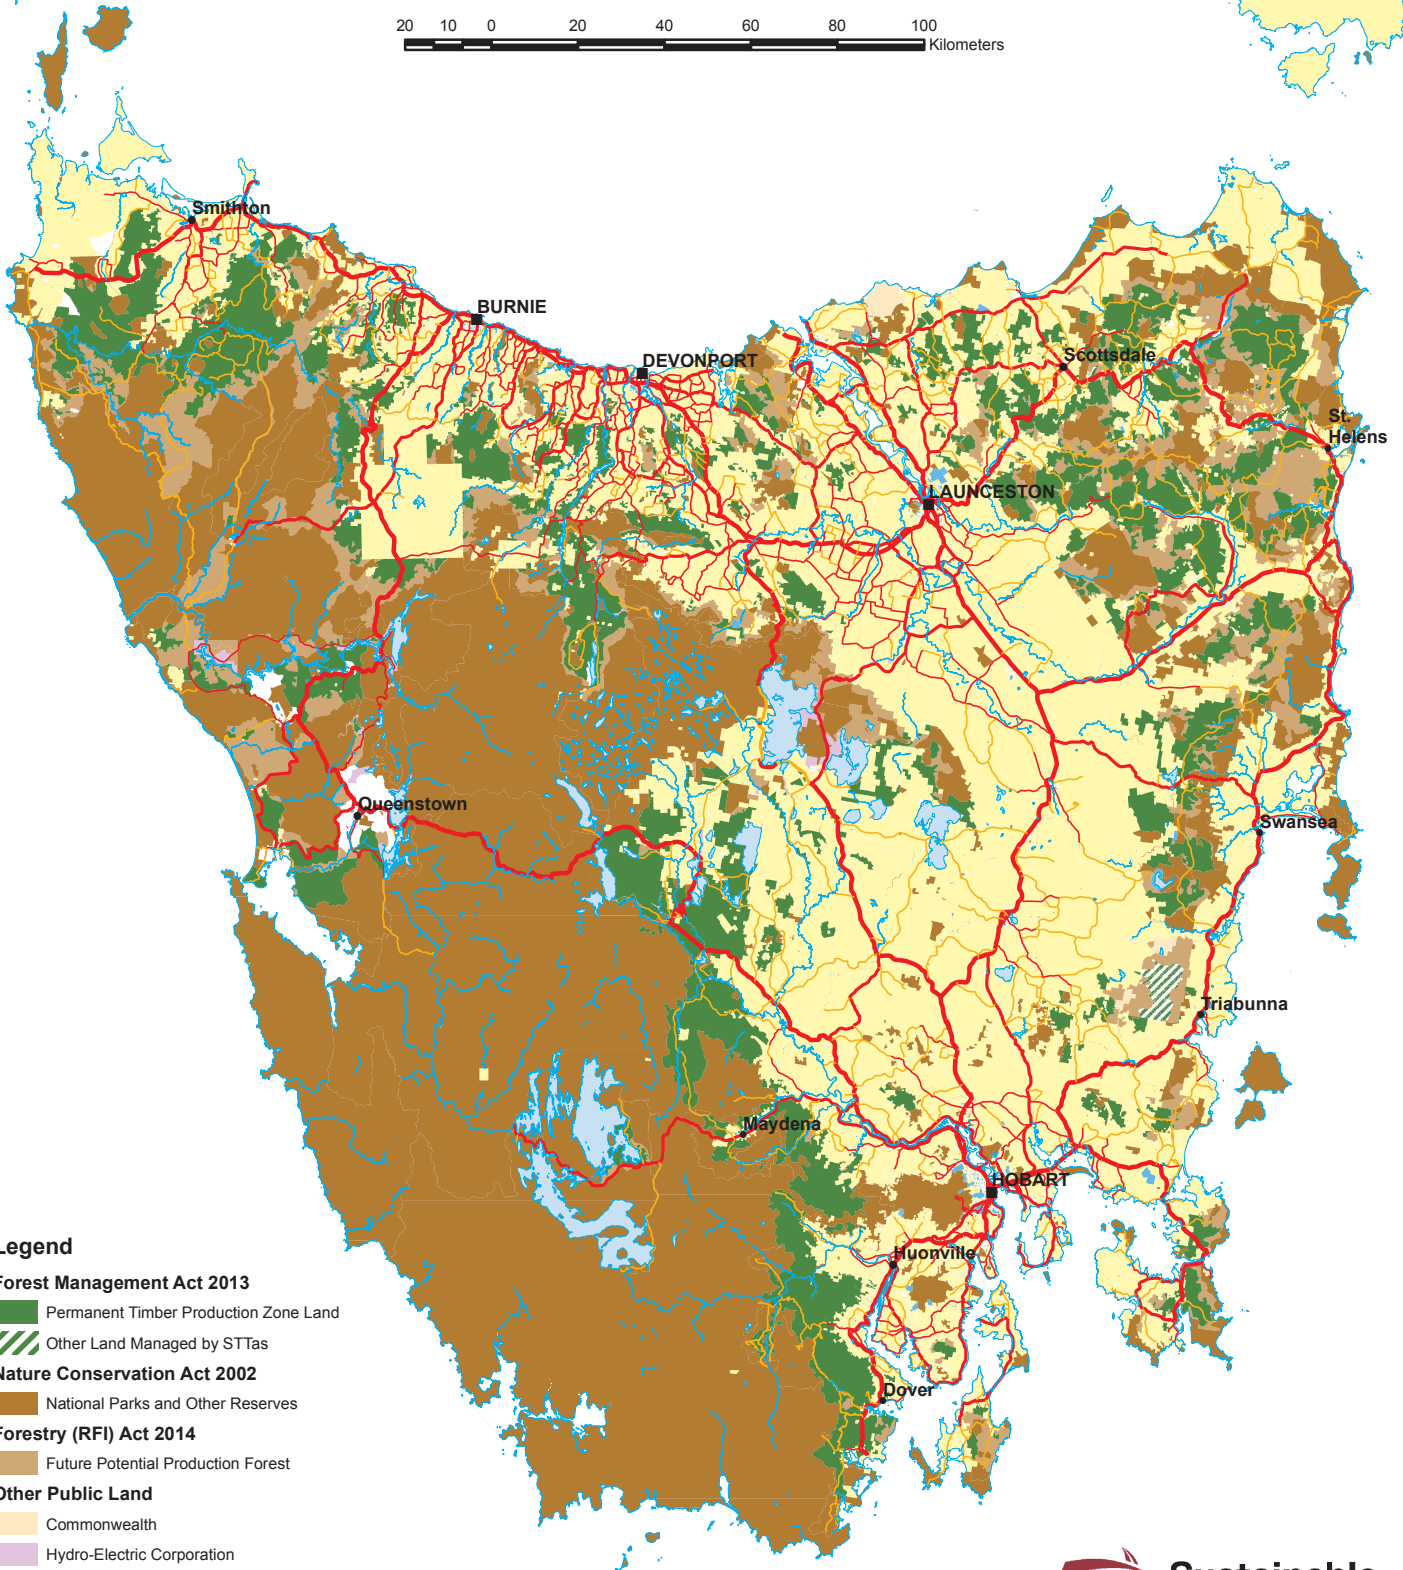 20 10 0 20 40 60 80 100
Kilometers
Smithton
BURNIE
DEVONPORT
Scottsdale
St.
Helens
LAUNCESTON
Queenstown
Swansea
Triabunna
Maydena
HOBART
Huonville
Dover
Legend
Forest Management Act 2013
Permanent Timber Production Zone Land
Other Land Managed by STTas
Nature Conservation Act 2002
National Parks and Other Reserves
Forestry (RFI) Act 2014
Future Potential Production Forest
Other Public Land
Commonwealth
Hydro-Electric Corporation
Sustainable